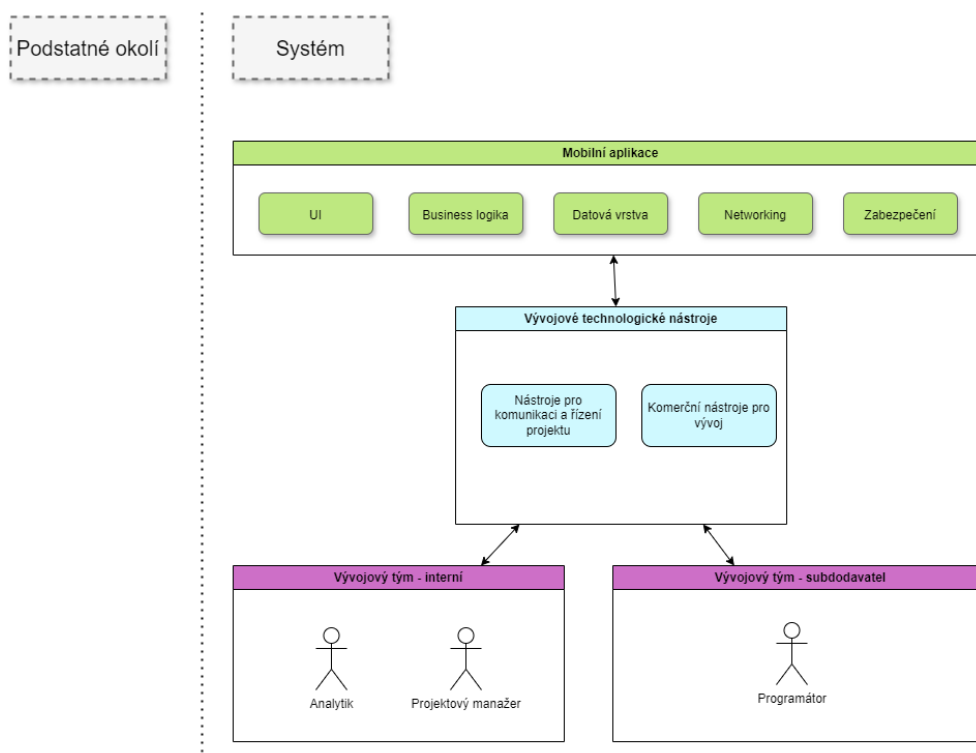 Podstatné okolí
Systém
Mobilní aplikace
UI
Business logika
Datová vrstva
Networking
Zabezpečení
Vývojové technologické nástroje
Nástroje pro
komunikaci a řízení
projektu
Komerční nástroje pro
vývoj
Vývojový tým - interní
Vývojový tým - subdodavatel
Analytik
Projektový manažer
Programátor